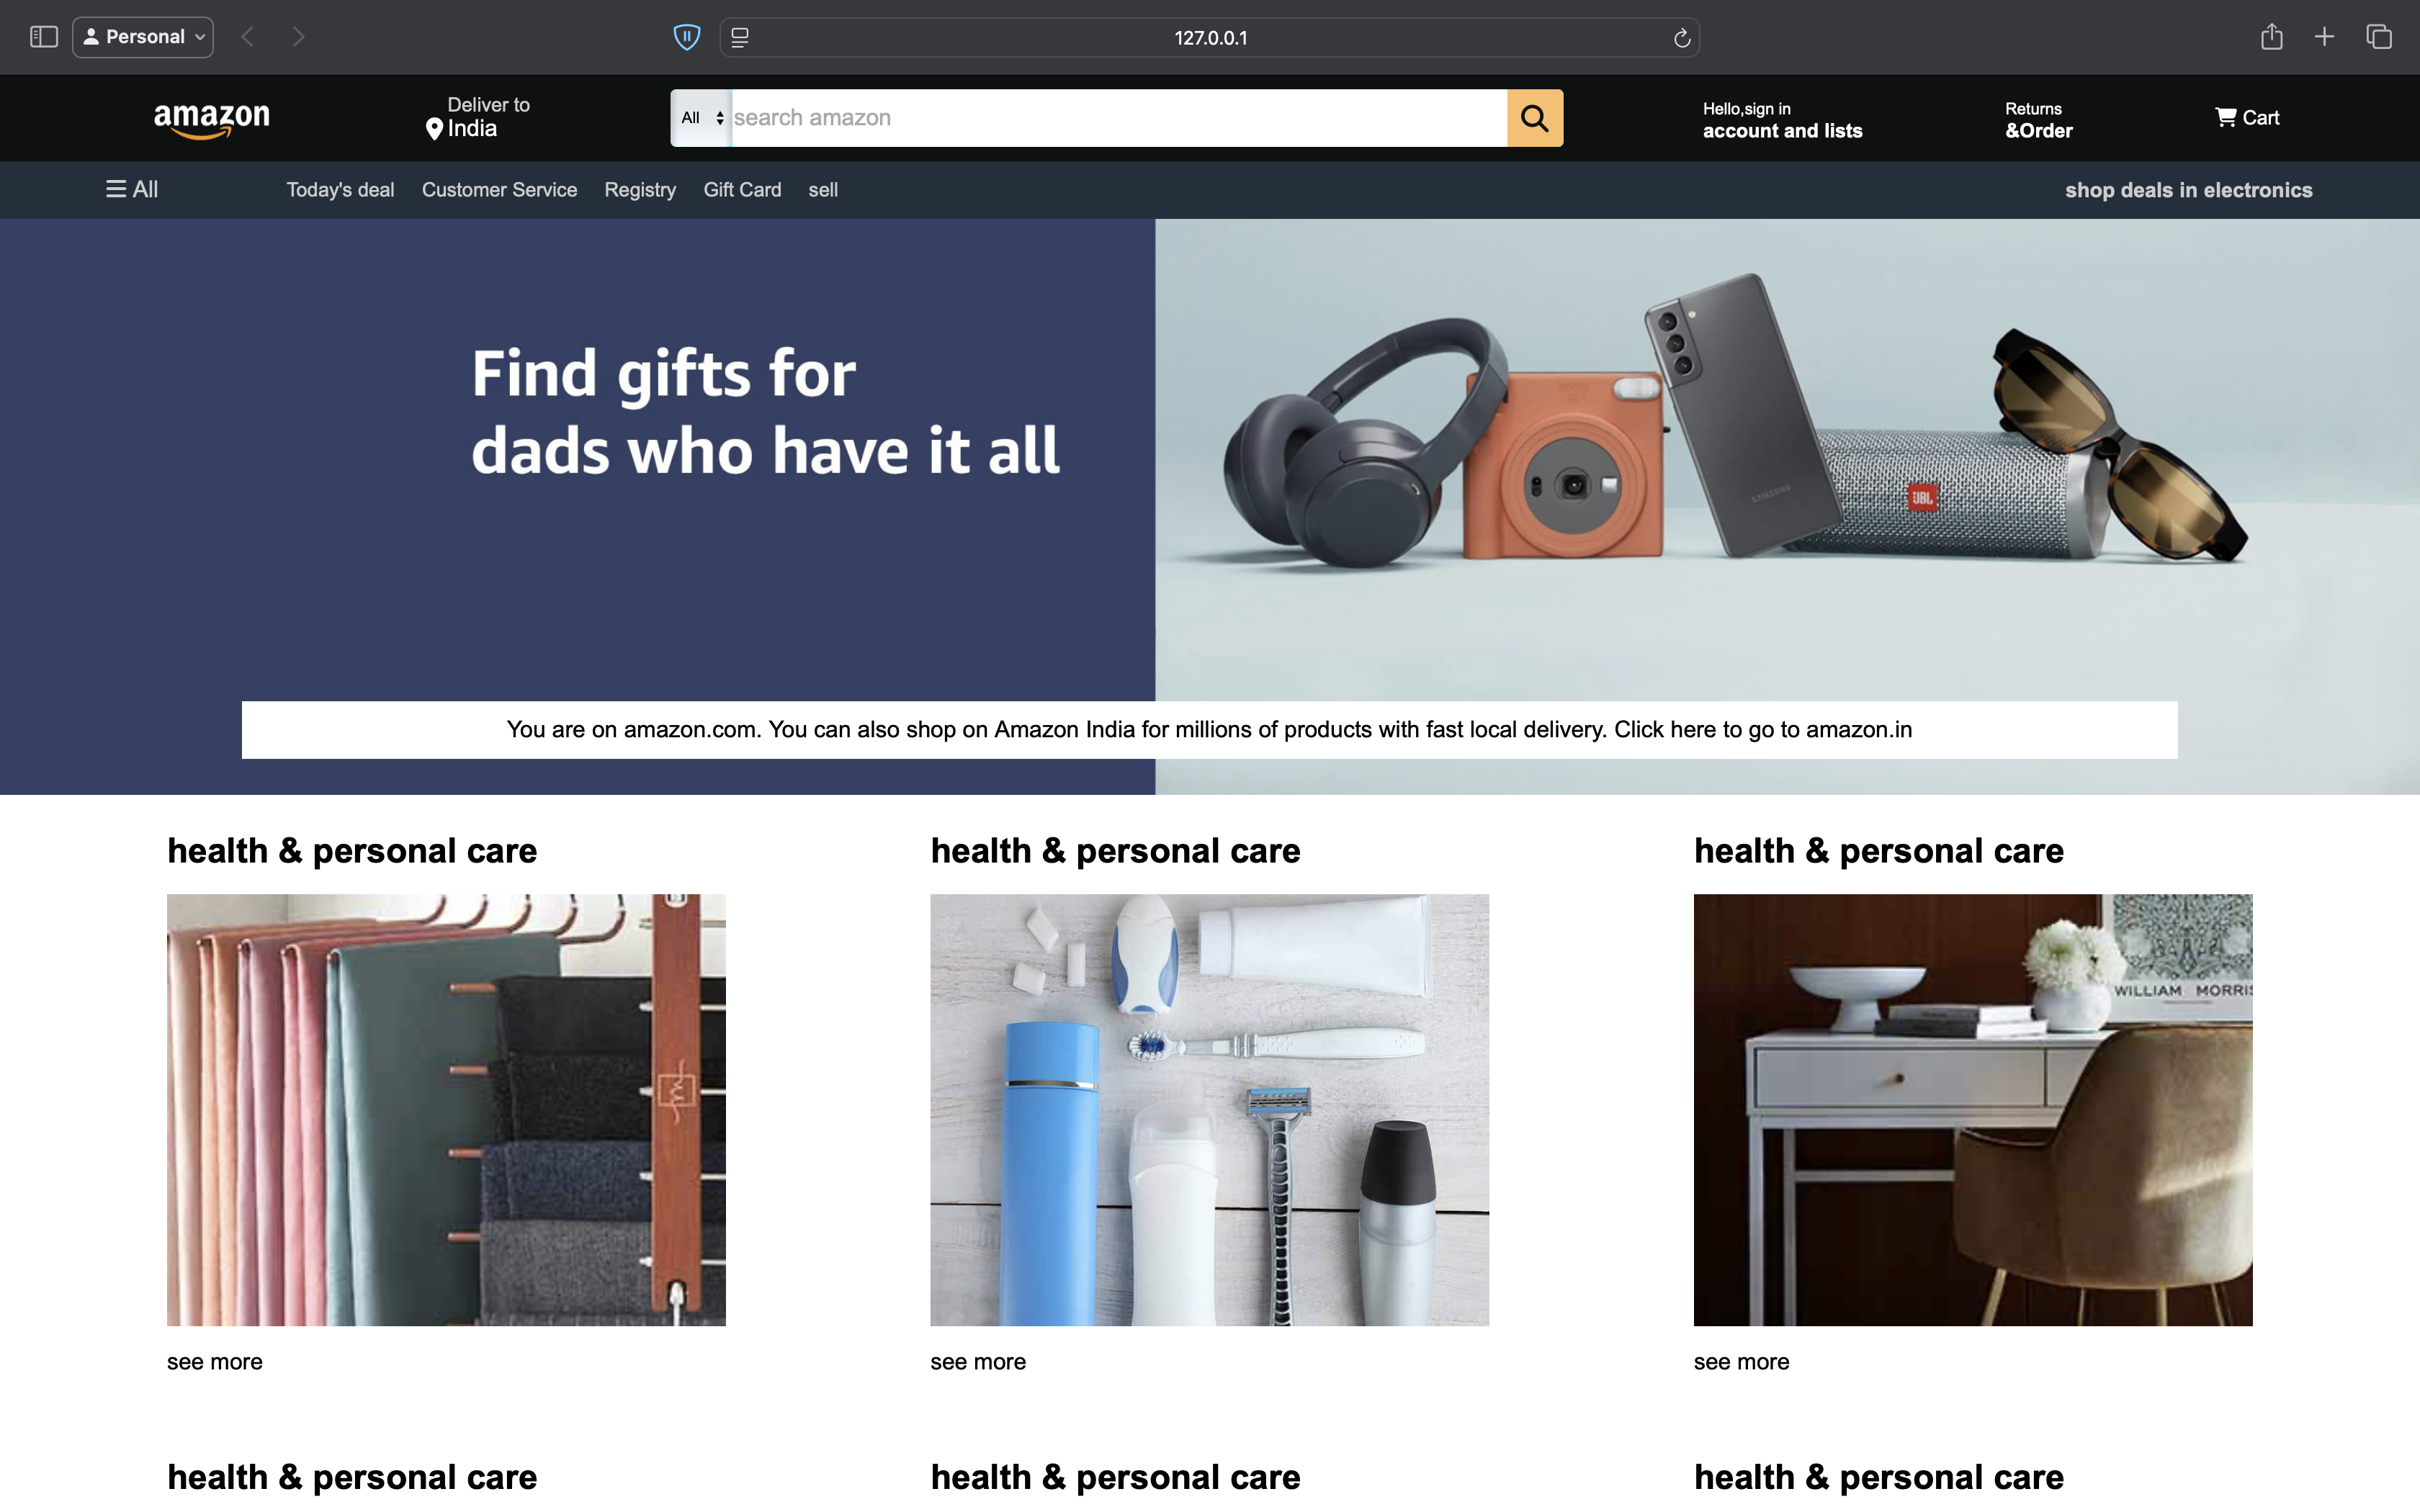 Personal
127.0.0.1
amazon
Deliver to
India
All
search amazon
Hello,sign in
account and lists
Returns
&Order
Cart
All
Today's deal
Customer Service
Registry
Gift Card
sell
shop deals in electronics
Find gifts for
dads who have it all
SAMSUNG
JBL
You are on amazon.com. You can also shop on Amazon India for millions of products with fast local delivery. Click here to go to amazon.in
health & personal care
health & personal care
health & personal care
WILLIAM MORRIS
see more
see more
see more
health & personal care
health & personal care
health & personal care